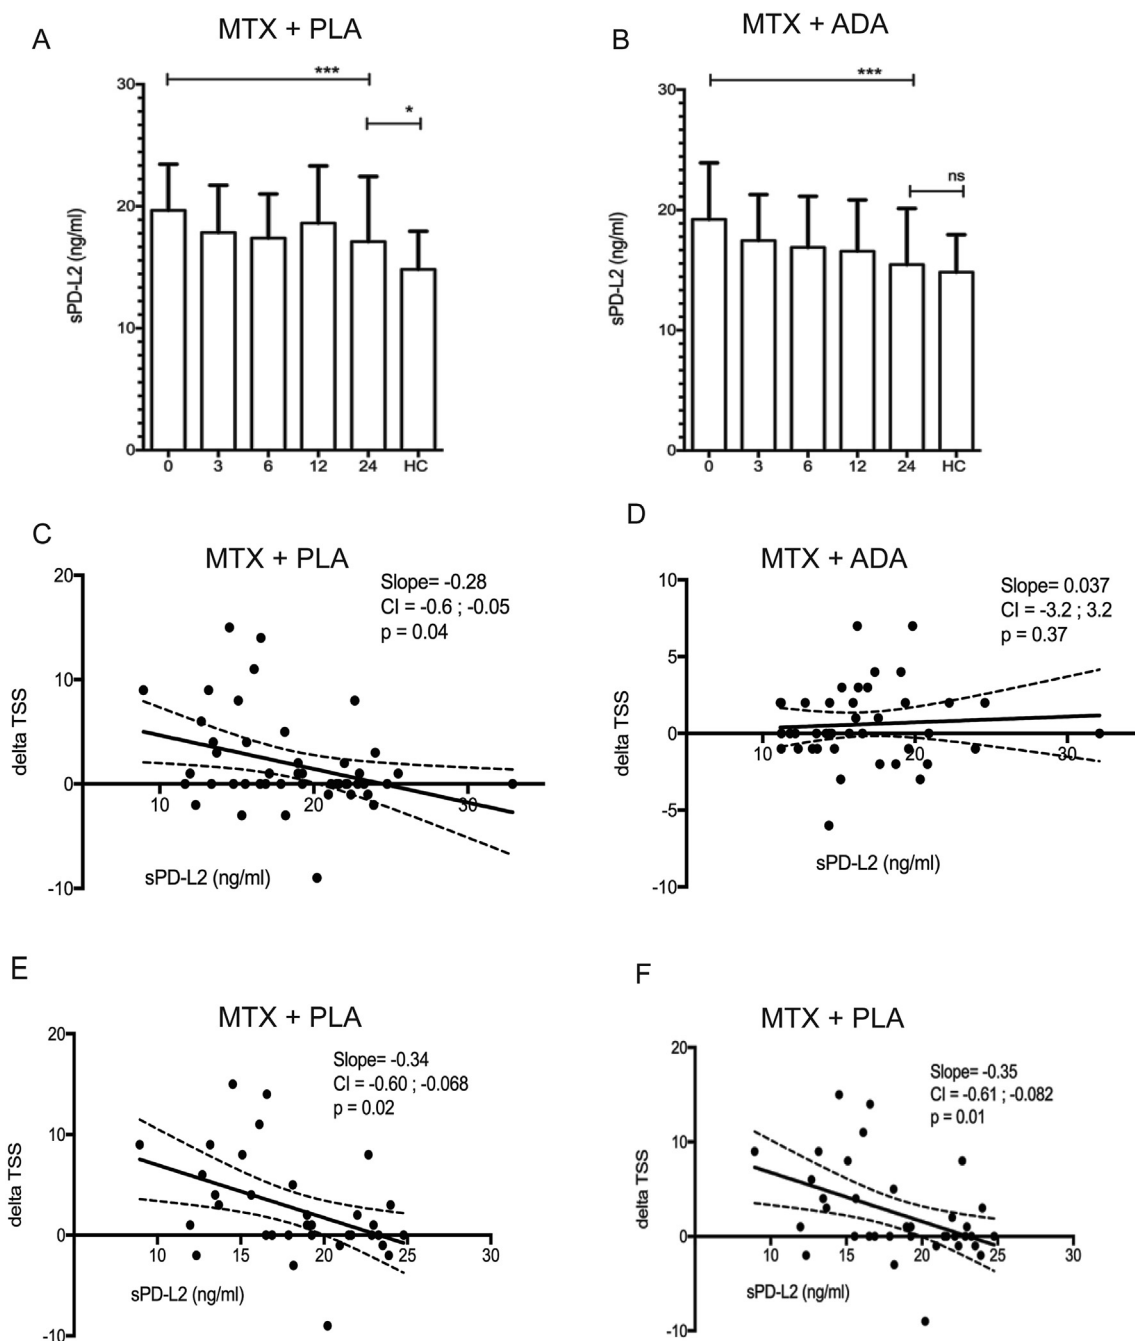 A
MTX + PLA
***
*
30
20
10
0
sPD-L2 (ng/ml)
0 3 6 12 24 HC
B
MTX + ADA
***
ns
30
20
10
0
sPD-L2 (ng/ml)
0 3 6 12 24 HC
C
MTX + PLA
Slope= -0.28
CI = -0.6 ; -0.05
p = 0.04
20
10
0
-10
delta TSS
10 20 30
sPD-L2 (ng/ml)
D
MTX + ADA
Slope= 0.037
CI = -3.2 ; 3.2
p = 0.37
10
5
0
-5
-10
delta TSS
10 20 30
sPD-L2 (ng/ml)
E
MTX + PLA
Slope= -0.34
CI = -0.60 ; -0.068
p = 0.02
20
10
0
-10
delta TSS
10 15 20 25 30
sPD-L2 (ng/ml)
F
MTX + PLA
Slope= -0.35
CI = -0.61 ; -0.082
p = 0.01
20
10
0
-10
delta TSS
10 15 20 25 30
sPD-L2 (ng/ml)